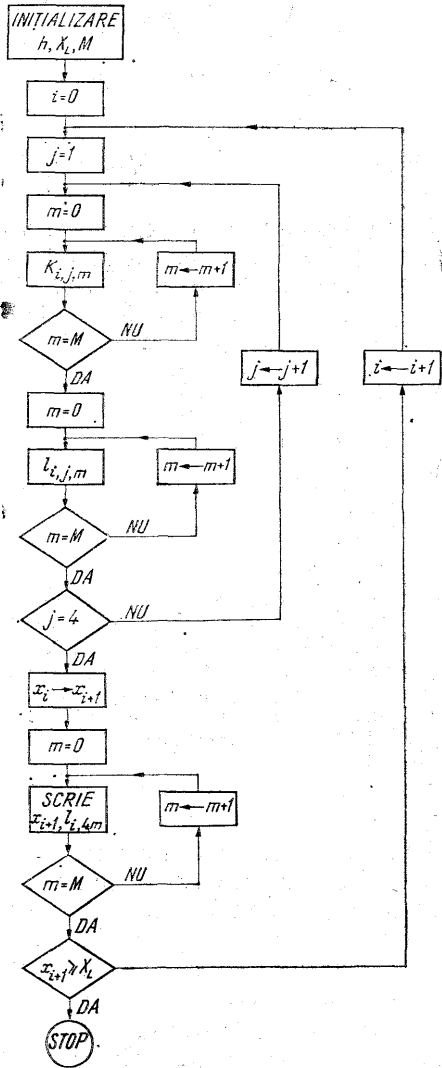 INIȚIALIZARE
h, X_L, M
i=0
j=1
m=0
K_{i,j,m}
m←m+1
m=M
NU
DA
j←j+1
i←i+1
m=0
l_{i,j,m}
m←m+1
m=M
NU
DA
j=4
NU
DA
x_i→x_{i+1}
m=0
SCRIE
x_{i+1}, l_{i,4m}
m←m+1
m=M
NU
DA
x_{i+1}⩾X_L
DA
STOP